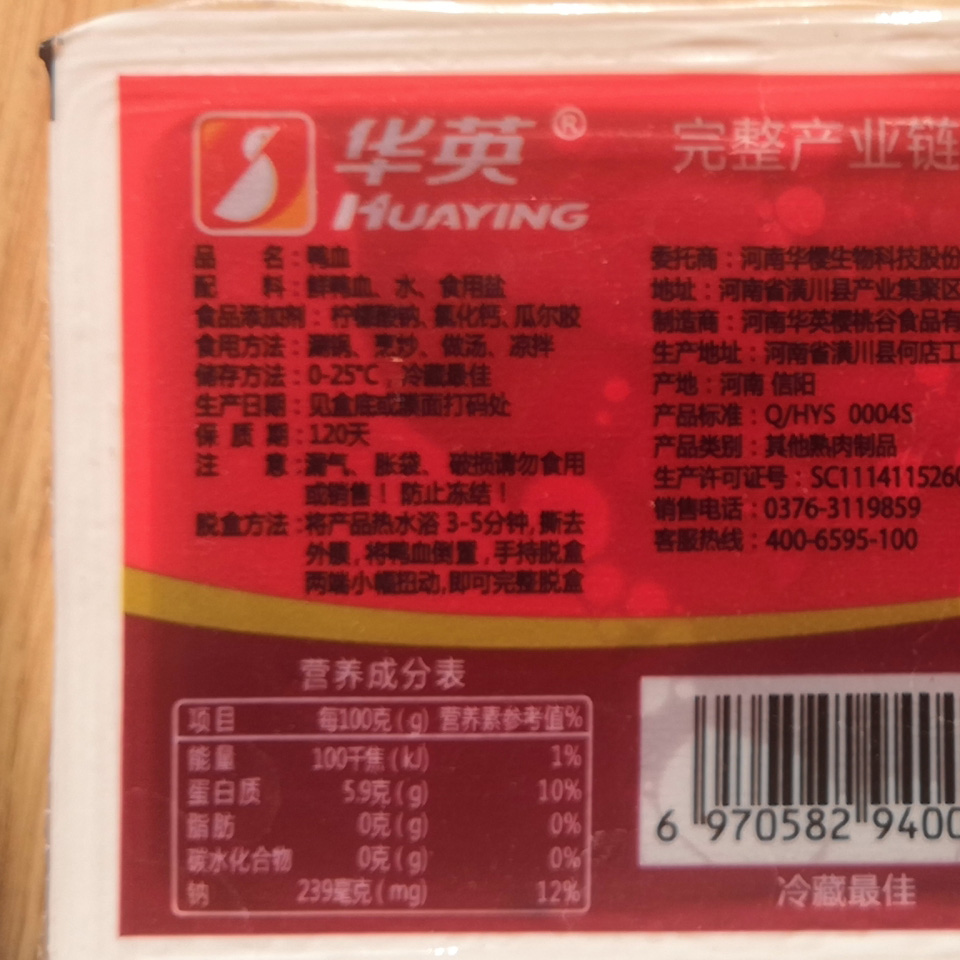 华英®
HUAYING
完整产业链
品 名：鸭血
配 料：鲜鸭血、水、食用盐
食品添加剂：柠檬酸钠、氯化钙、瓜尔胶
食用方法：涮锅、烹炒、做汤、凉拌
储存方法：0-25℃，冷藏最佳
生产日期：见盒底或膜面打码处
保 质 期：120天
注 意：漏气、胀袋、破损请勿食用
或销售！防止冻结！
脱盒方法：将产品热水浴3-5分钟,撕去
外膜,将鸭血倒置,手持脱盒
两端小幅扭动,即可完整脱盒
委托商：河南华樱生物科技股份
地址：河南省潢川县产业集聚区
制造商：河南华英樱桃谷食品有
生产地址：河南省潢川县何店工
产地：河南 信阳
产品标准：Q/HYS 0004S
产品类别：其他熟肉制品
生产许可证号：SC1114115260
销售电话：0376-3119859
客服热线：400-6595-100
营养成分表
项目 每100克(g) 营养素参考值%
能量 100千焦(kJ) 1%
蛋白质 5.9克(g) 10%
脂肪 0克(g) 0%
碳水化合物 0克(g) 0%
钠 239毫克(mg) 12%
6 970582 9400
冷藏最佳